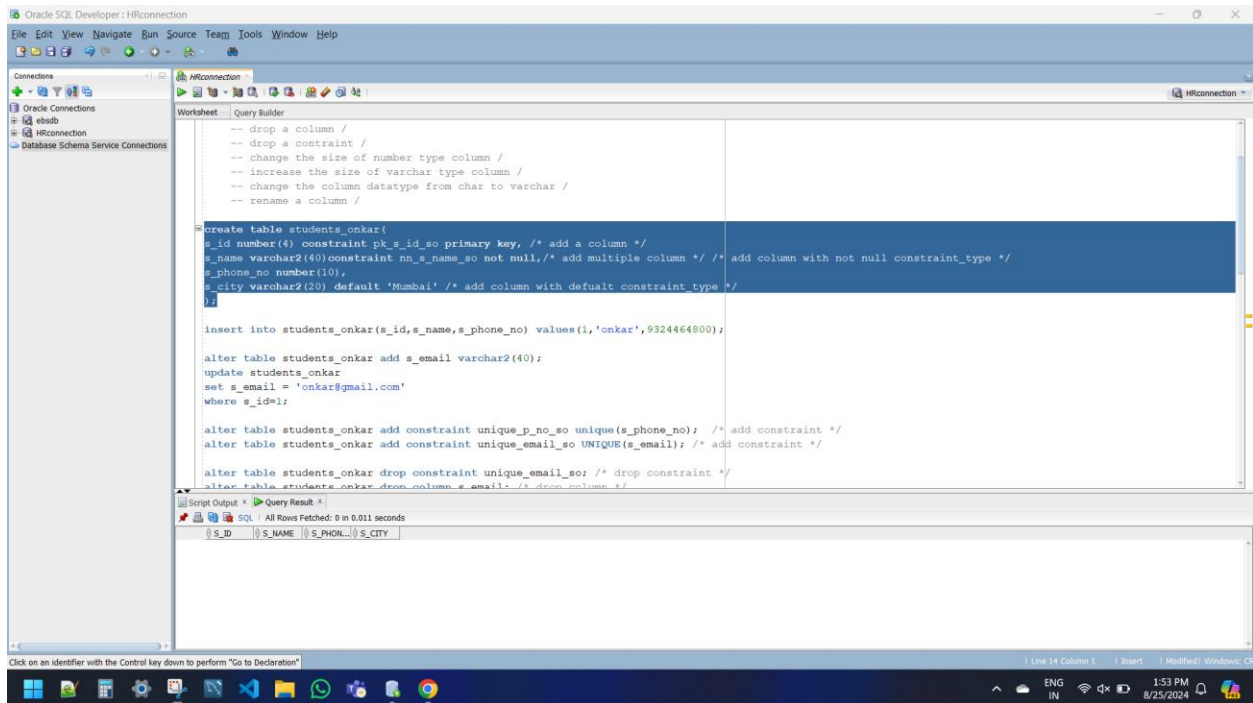 Oracle SQL Developer : HRconnection
File Edit View Navigate Run Source Team Tools Window Help
Connections
Oracle Connections
ebsdb
HRconnection
Database Schema Service Connections
HRconnection
HRconnection
Worksheet Query Builder
-- drop a column /
-- drop a contraint /
-- change the size of number type column /
-- increase the size of varchar type column /
-- change the column datatype from char to varchar /
-- rename a column /
create table students_onkar(
s_id number(4) constraint pk_s_id_so primary key, /* add a column */
s_name varchar2(40)constraint nn_s_name_so not null,/* add multiple column */ /* add column with not null constraint_type */
s_phone_no number(10),
s_city varchar2(20) default 'Mumbai' /* add column with defualt constraint_type */
);
insert into students_onkar(s_id,s_name,s_phone_no) values(1,'onkar',9324464800);
alter table students_onkar add s_email varchar2(40);
update students_onkar
set s_email = 'onkar@gmail.com'
where s_id=1;
alter table students_onkar add constraint unique_p_no_so unique(s_phone_no); /* add constraint */
alter table students_onkar add constraint unique_email_so UNIQUE(s_email); /* add constraint */
alter table students_onkar drop constraint unique_email_so; /* drop constraint */
alter table students_onkar drop column s_email; /* drop column */
Script Output Query Result
SQL | All Rows Fetched: 0 in 0.011 seconds
S_ID S_NAME S_PHON... S_CITY
Click on an identifier with the Control key down to perform "Go to Declaration"
Line 14 Column 1 Insert Modified Windows: CF
ENG
IN
1:53 PM
8/25/2024